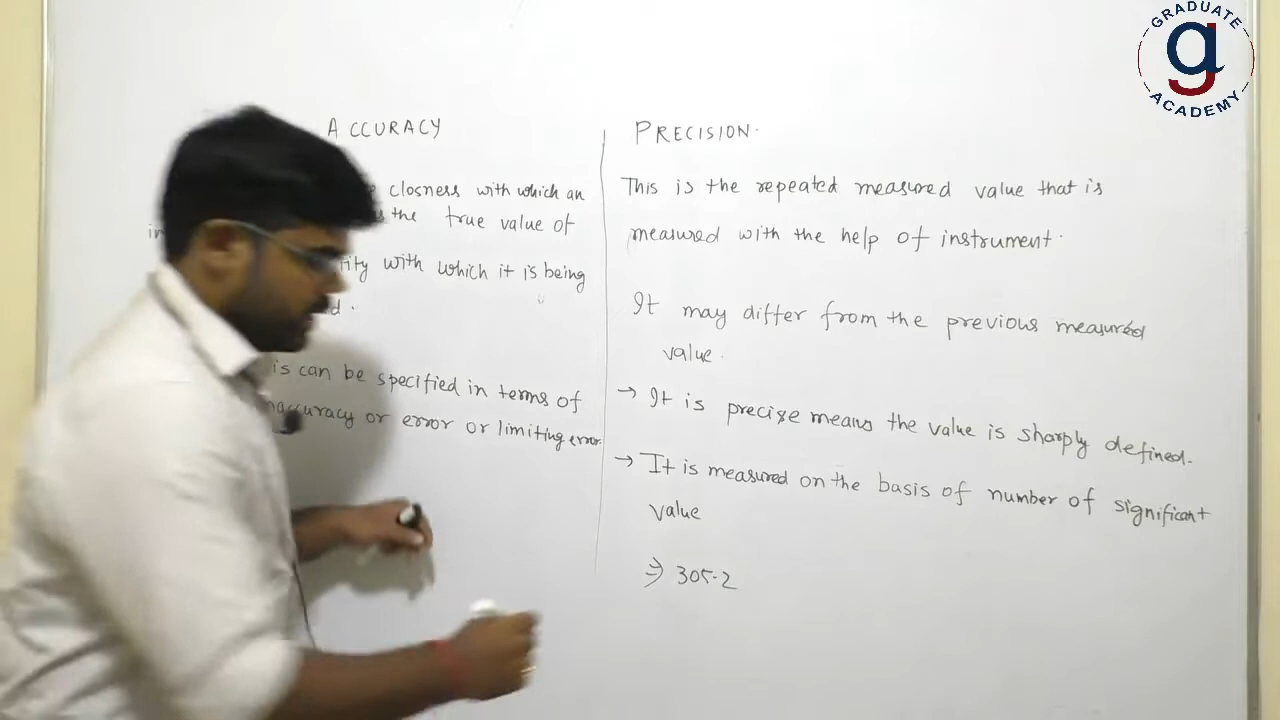 GRADUATE
g
ACADEMY
ACCURACY
closness with which an
the true value of
with which it is being
is can be specified in terms of
or error or limiting error
PRECISION.
This is the repeated measured value that is
measured with the help of instrument.
It may differ from the previous measured
value.
→ It is precise means the value is sharply defined.
→ It is measured on the basis of number of significant
value
⇒ 305.2